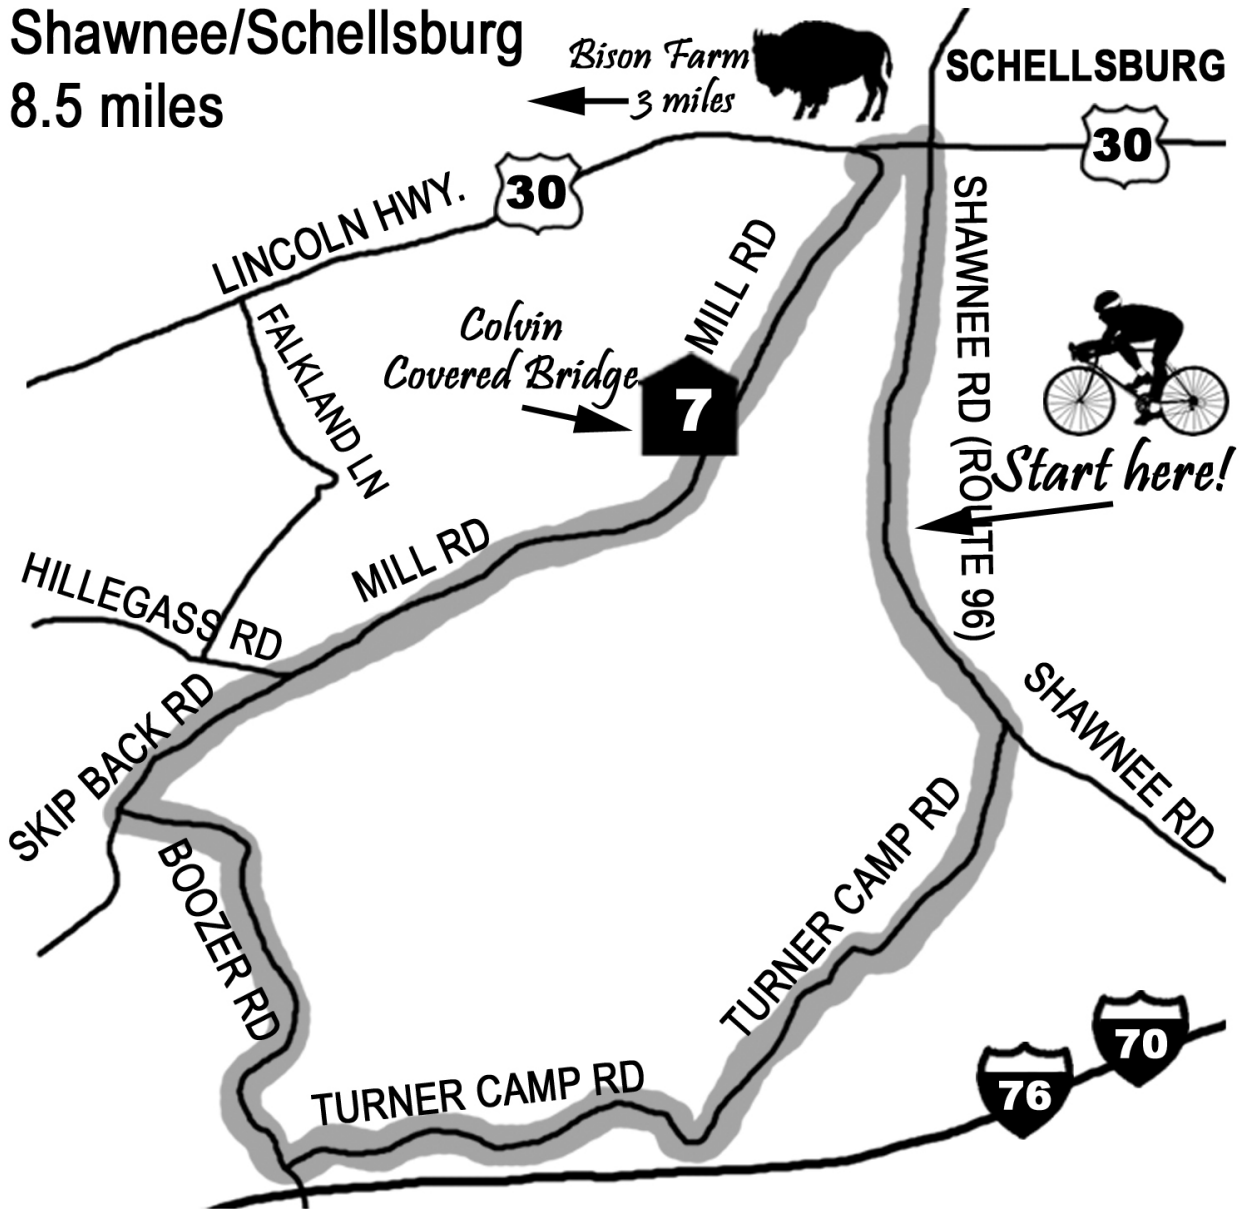 Shawnee/Schellsburg
8.5 miles
Bison Farm
3 miles
SCHELLSBURG
30
30
LINCOLN HWY.
FALKLAND LN
MILL RD
SHAWNEE RD (ROUTE 96)
Colvin
Covered Bridge
7
Start here!
MILL RD
HILLEGASS RD
SKIP BACK RD
SHAWNEE RD
BOOZER RD
TURNER CAMP RD
TURNER CAMP RD
70
76